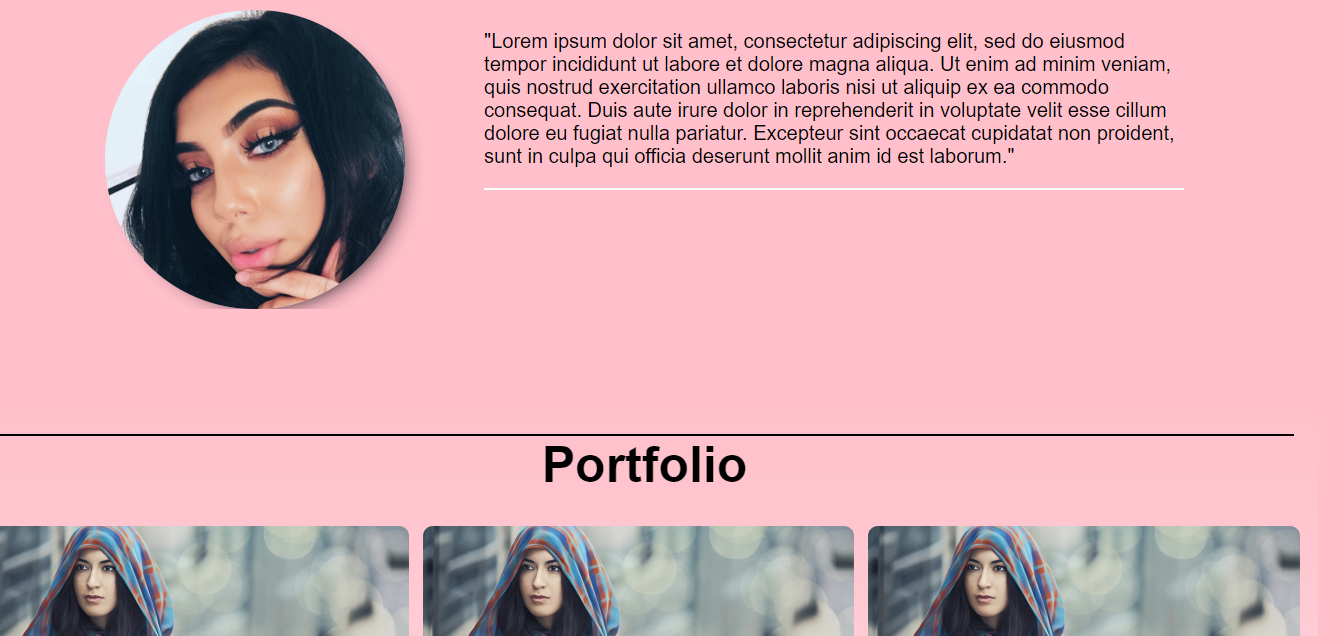 "Lorem ipsum dolor sit amet, consectetur adipiscing elit, sed do eiusmod
tempor incididunt ut labore et dolore magna aliqua. Ut enim ad minim veniam,
quis nostrud exercitation ullamco laboris nisi ut aliquip ex ea commodo
consequat. Duis aute irure dolor in reprehenderit in voluptate velit esse cillum
dolore eu fugiat nulla pariatur. Excepteur sint occaecat cupidatat non proident,
sunt in culpa qui officia deserunt mollit anim id est laborum."
Portfolio